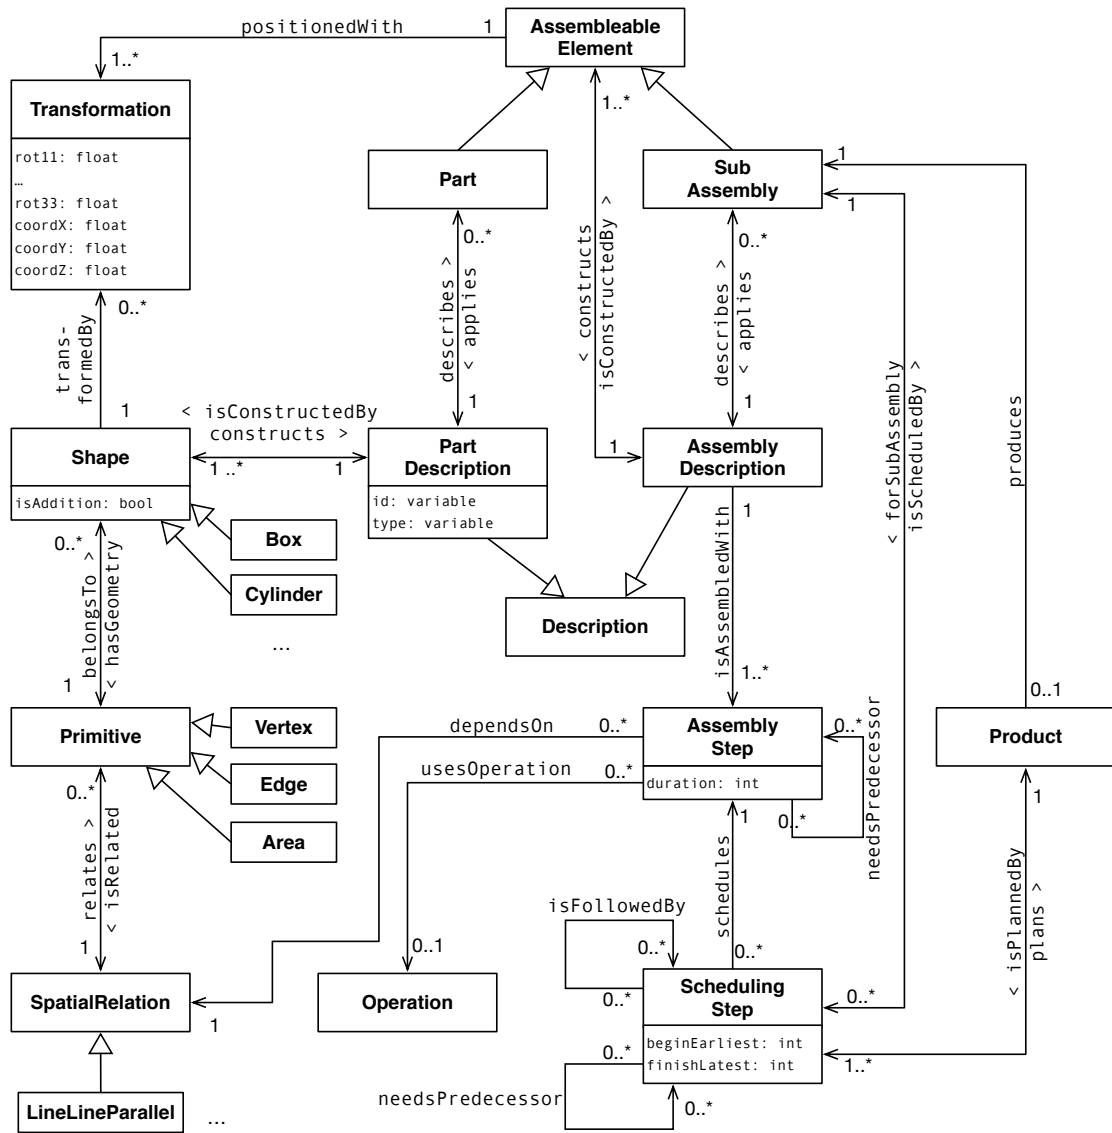 positionedWith
1
1..*
Assembleable
Element
Transformation
rot11: float
…
rot33: float
coordX: float
coordY: float
coordZ: float
1..*
Part
Sub
Assembly
1
1
0..*
0..*
0..*
describes >
< applies
< constructs
isConstructedBy >
describes >
< applies
< forSubAssembly
isScheduledBy >
produces
trans-
formedBy
1
1
1
< isConstructedBy
constructs >
1 ..*
1
1
Shape
isAddition: bool
Part
Description
id: variable
type: variable
Assembly
Description
1
0..*
Box
Cylinder
...
Description
belongsTo >
< hasGeometry
isAssembledWith
1
1..*
0..1
Primitive
Vertex
Edge
Area
dependsOn
0..*
usesOperation
0..*
Assembly
Step
duration: int
0..*
0..*
needsPredecessor
Product
1
0..*
relates >
< isRelated
1
1
schedules
0..*
< isPlannedBy
plans >
isFollowedBy
0..*
0..*
0..1
SpatialRelation
1
Operation
Scheduling
Step
beginEarliest: int
finishLatest: int
0..*
1..*
0..*
needsPredecessor
0..*
LineLineParallel
...